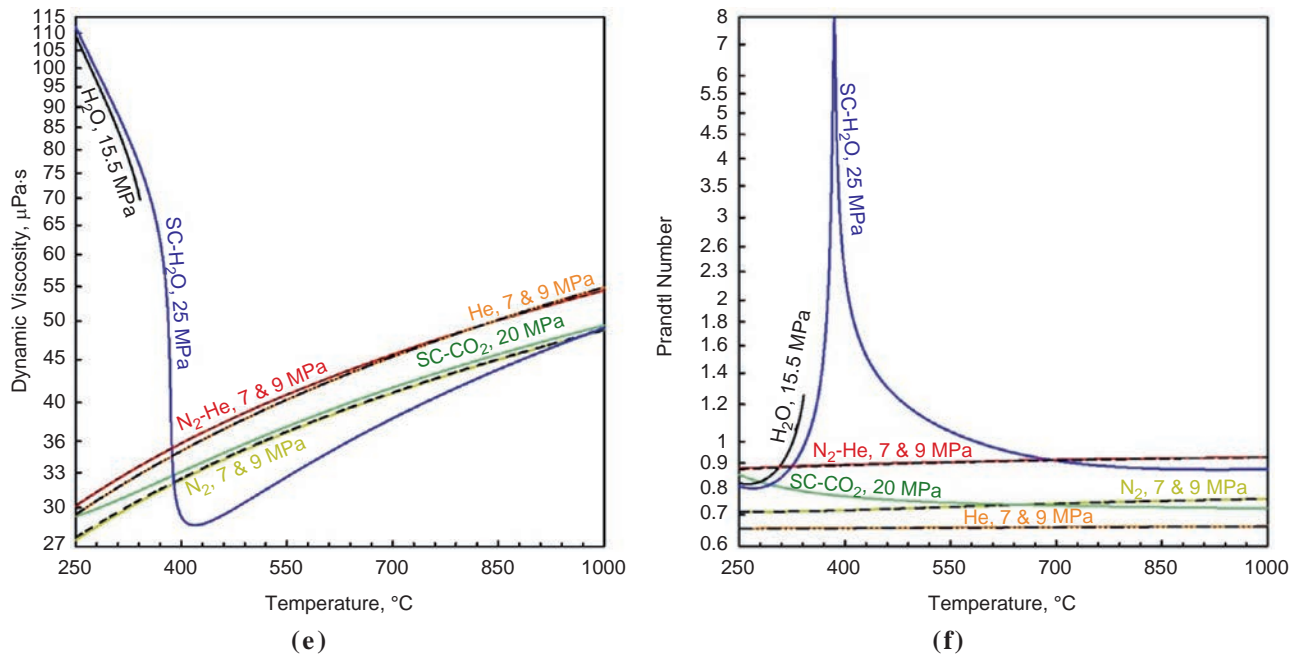 115
110
105
100
95
90
85
80
75
70
65
60
55
50
45
40
36
33
30
27
Dynamic Viscosity, μPa·s
H₂O, 15.5 MPa
SC-H₂O, 25 MPa
He, 7 & 9 MPa
SC-CO₂, 20 MPa
N₂-He, 7 & 9 MPa
N₂, 7 & 9 MPa
250 400 550 700 850 1000
Temperature, °C
(e)
8
7
6
5.5
5
4.5
4
3.5
3
2.6
2.3
2
1.8
1.6
1.4
1.2
1
0.9
0.8
0.7
0.6
Prandtl Number
SC-H₂O, 25 MPa
H₂O, 15.5 MPa
N₂-He, 7 & 9 MPa
SC-CO₂, 20 MPa
N₂, 7 & 9 MPa
He, 7 & 9 MPa
250 400 550 700 850 1000
Temperature, °C
(f)